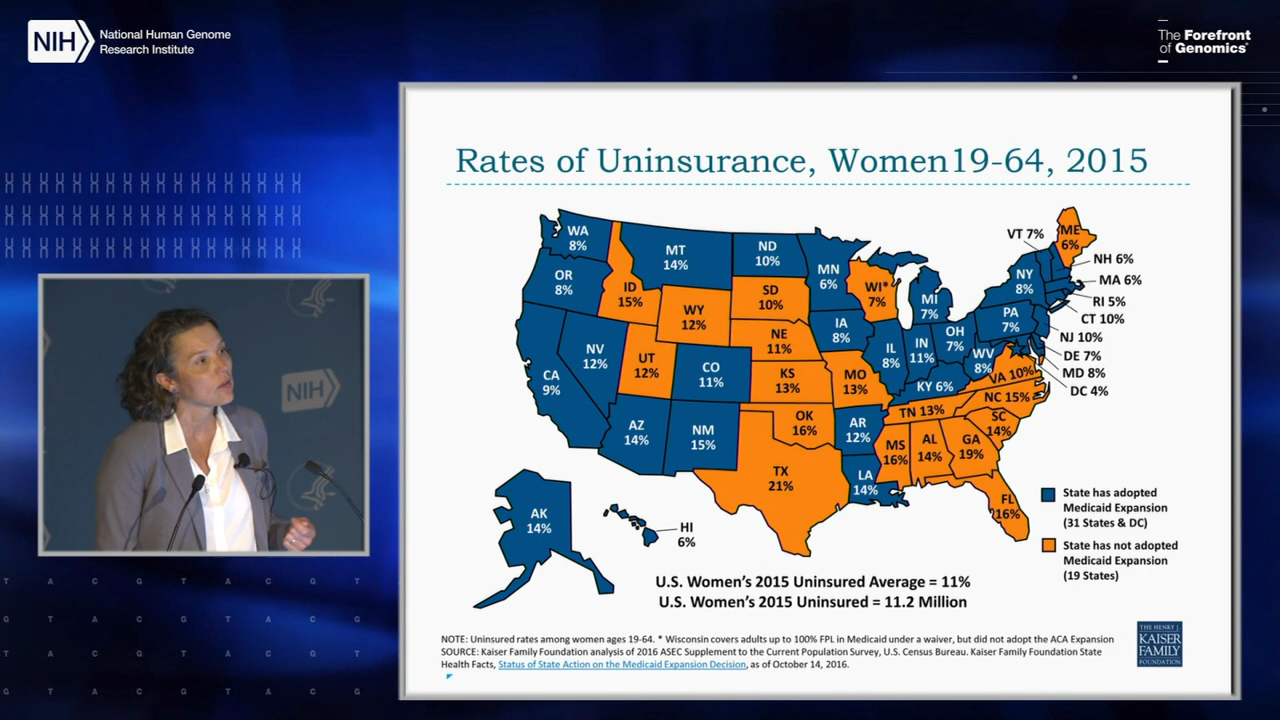 NIH
National Human Genome
Research Institute
The Forefront
of Genomics®
Rates of Uninsurance, Women19-64, 2015
WA
8%
OR
8%
CA
9%
ID
15%
NV
12%
MT
14%
WY
12%
UT
12%
AZ
14%
CO
11%
NM
15%
ND
10%
SD
10%
NE
11%
KS
13%
OK
16%
TX
21%
MN
6%
IA
8%
MO
13%
AR
12%
LA
14%
WI*
7%
IL
8%
MI
7%
IN
11%
OH
7%
KY 6%
TN 13%
MS
16%
AL
14%
GA
19%
FL
16%
SC
14%
NC 15%
VA 10%
WV
8%
PA
7%
NY
8%
VT 7%
ME
6%
NH 6%
MA 6%
RI 5%
CT 10%
NJ 10%
DE 7%
MD 8%
DC 4%
AK
14%
HI
6%
State has adopted
Medicaid Expansion
(31 States & DC)
State has not adopted
Medicaid Expansion
(19 States)
U.S. Women’s 2015 Uninsured Average = 11%
U.S. Women’s 2015 Uninsured = 11.2 Million
NOTE: Uninsured rates among women ages 19-64. * Wisconsin covers adults up to 100% FPL in Medicaid under a waiver, but did not adopt the ACA Expansion
SOURCE: Kaiser Family Foundation analysis of 2016 ASEC Supplement to the Current Population Survey, U.S. Census Bureau. Kaiser Family Foundation State
Health Facts, Status of State Action on the Medicaid Expansion Decision, as of October 14, 2016.
THE HENRY J.
KAISER
FAMILY
FOUNDATION
NIH
T A C G T A C G T
G T A C G T A C G
T A C G T A C G T
G T A C G T A C G